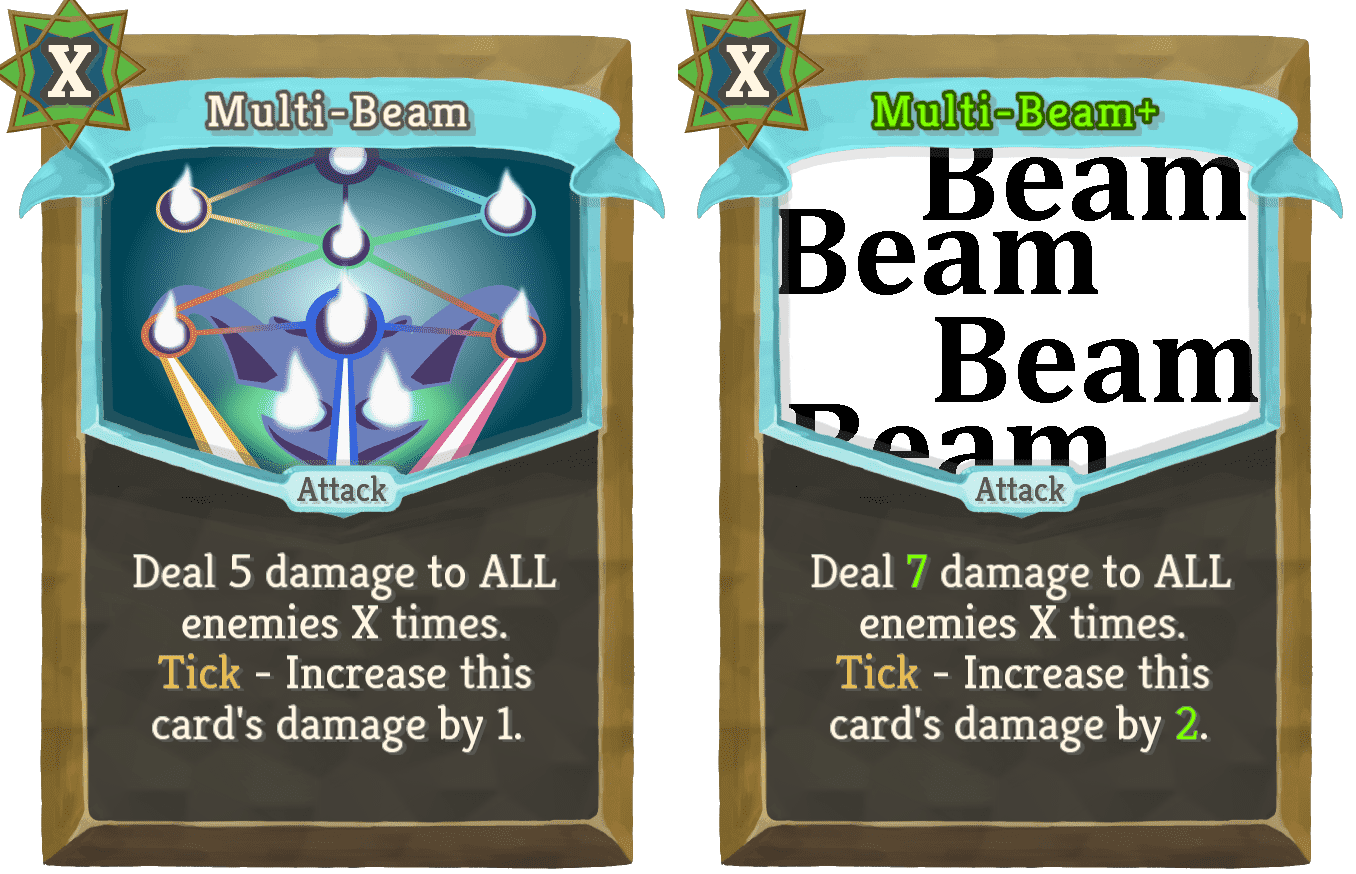 X
Multi-Beam
Attack
Deal 5 damage to ALL
enemies X times.
Tick - Increase this
card's damage by 1.
X
Multi-Beam+
Beam
Beam
Beam
Beam
Attack
Deal 7 damage to ALL
enemies X times.
Tick - Increase this
card's damage by 2.